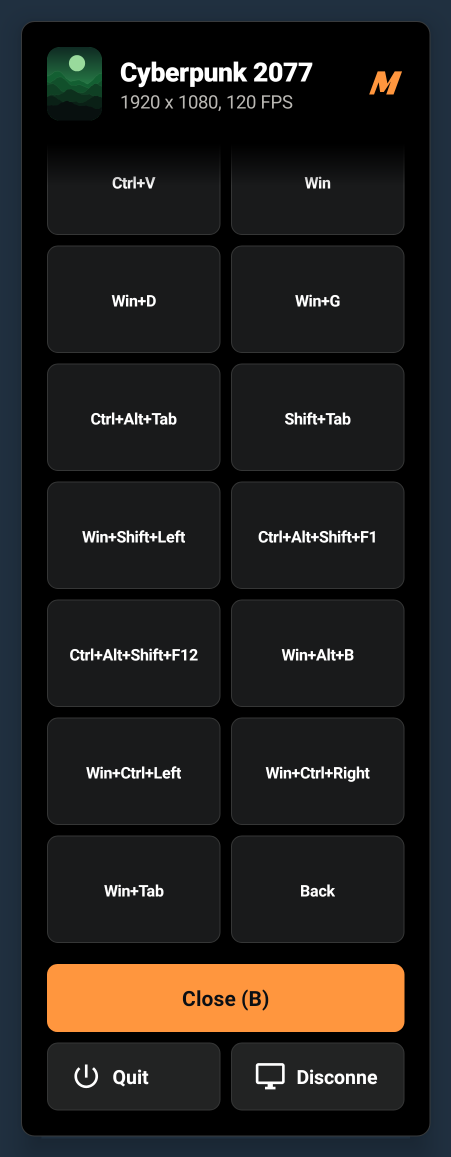 Cyberpunk 2077
M
1920 x 1080, 120 FPS
Ctrl+V
Win
Win+D
Win+G
Ctrl+Alt+Tab
Shift+Tab
Win+Shift+Left
Ctrl+Alt+Shift+F1
Ctrl+Alt+Shift+F12
Win+Alt+B
Win+Ctrl+Left
Win+Ctrl+Right
Win+Tab
Back
Close (B)
Quit
Disconne